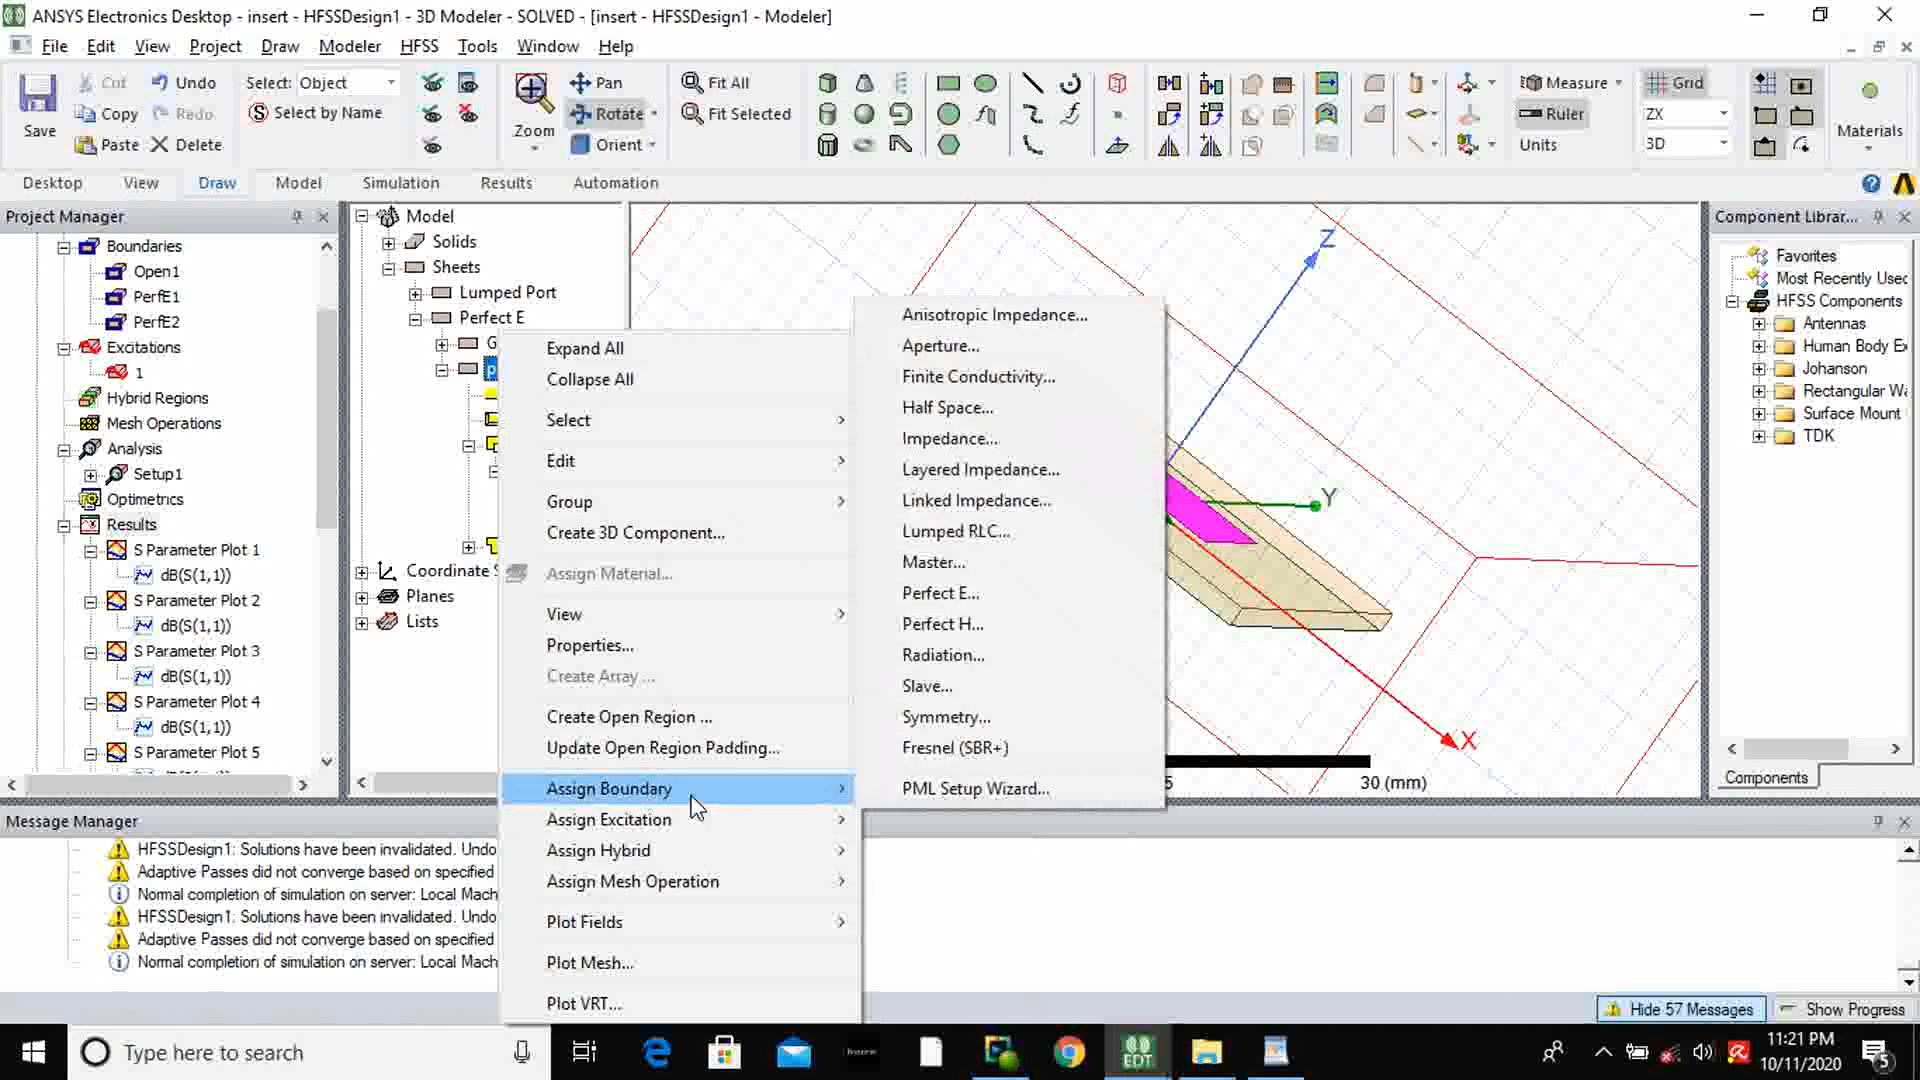 ANSYS Electronics Desktop - insert - HFSSDesign1 - 3D Modeler - SOLVED - [insert - HFSSDesign1 - Modeler]
File Edit View Project Draw Modeler HFSS Tools Window Help
Save
Cut
Copy
Paste
Undo
Redo
Delete
Select: Object
Select by Name
Zoom
Pan
Rotate
Orient
Fit All
Fit Selected
Measure
Ruler
Units
Grid
ZX
3D
Materials
Desktop View Draw Model Simulation Results Automation
Project Manager
Boundaries
Open1
PerfE1
PerfE2
Excitations
1
Hybrid Regions
Mesh Operations
Analysis
Setup1
Optimetrics
Results
S Parameter Plot 1
dB(S(1,1))
S Parameter Plot 2
dB(S(1,1))
S Parameter Plot 3
dB(S(1,1))
S Parameter Plot 4
dB(S(1,1))
S Parameter Plot 5
Model
Solids
Sheets
Lumped Port
Perfect E
G
p
Coordinate S
Planes
Lists
Expand All
Collapse All
Select
Edit
Group
Create 3D Component...
Assign Material...
View
Properties...
Create Array ...
Create Open Region ...
Update Open Region Padding...
Assign Boundary
Assign Excitation
Assign Hybrid
Assign Mesh Operation
Plot Fields
Plot Mesh...
Plot VRT...
Anisotropic Impedance...
Aperture...
Finite Conductivity...
Half Space...
Impedance...
Layered Impedance...
Linked Impedance...
Lumped RLC...
Master...
Perfect E...
Perfect H...
Radiation...
Slave...
Symmetry...
Fresnel (SBR+)
PML Setup Wizard...
Z
Y
X
5
30 (mm)
Component Librar...
Favorites
Most Recently Used
HFSS Components
Antennas
Human Body Ex
Johanson
Rectangular Wa
Surface Mount
TDK
Components
Message Manager
HFSSDesign1: Solutions have been invalidated. Undo
Adaptive Passes did not converge based on specified
Normal completion of simulation on server: Local Mach
HFSSDesign1: Solutions have been invalidated. Undo
Adaptive Passes did not converge based on specified
Normal completion of simulation on server: Local Mach
Hide 57 Messages
Show Progress
Type here to search
EDT
11:21 PM
10/11/2020
5